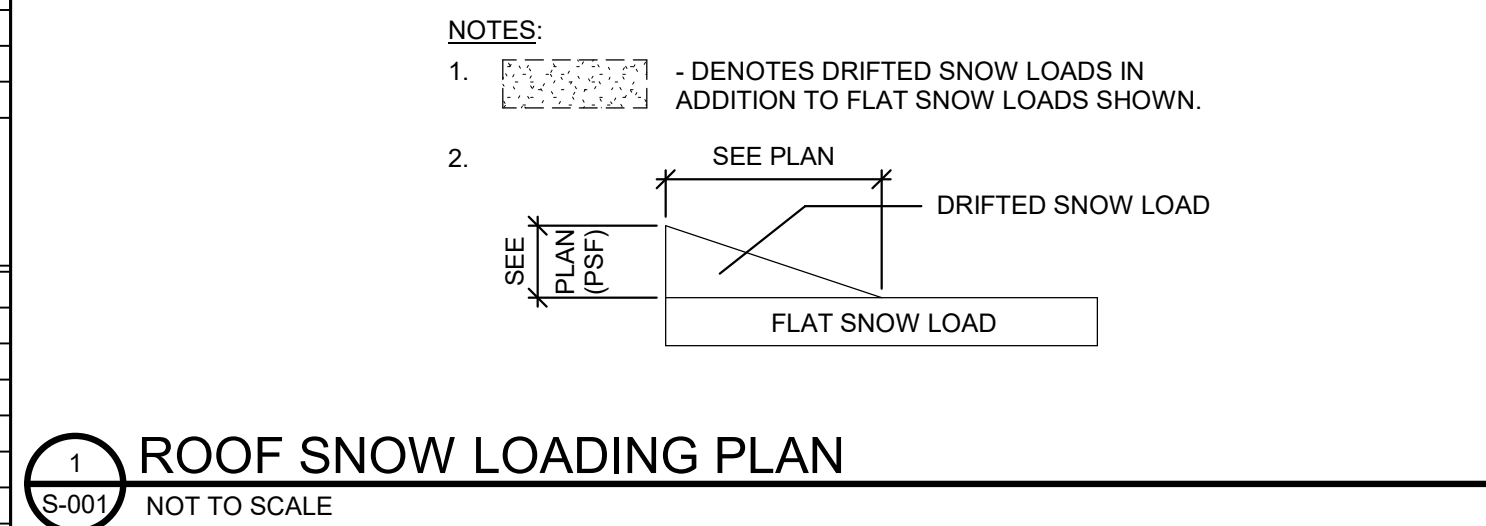 NOTES:
1. - DENOTES DRIFTED SNOW LOADS IN
ADDITION TO FLAT SNOW LOADS SHOWN.
2.
SEE PLAN
DRIFTED SNOW LOAD
SEE
PLAN
(PSF)
FLAT SNOW LOAD
1
S-001
ROOF SNOW LOADING PLAN
NOT TO SCALE